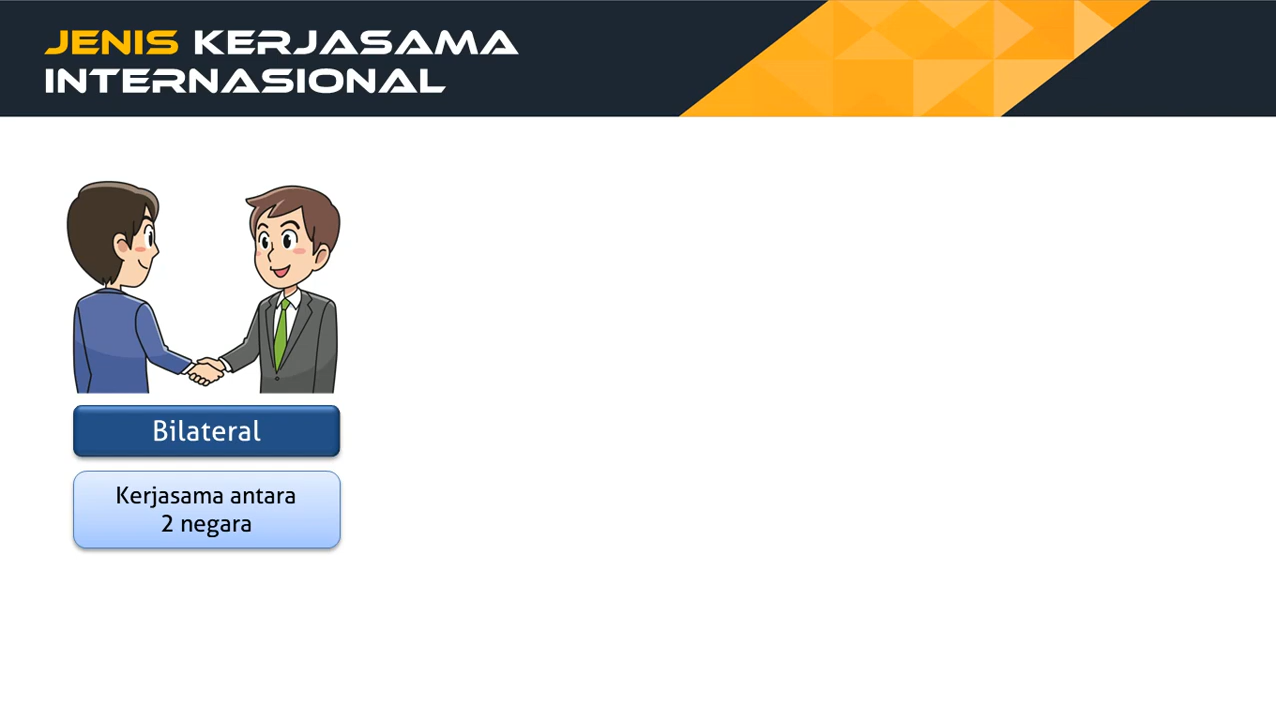 JENIS KERJASAMA
INTERNASIONAL
Bilateral
Kerjasama antara
2 negara